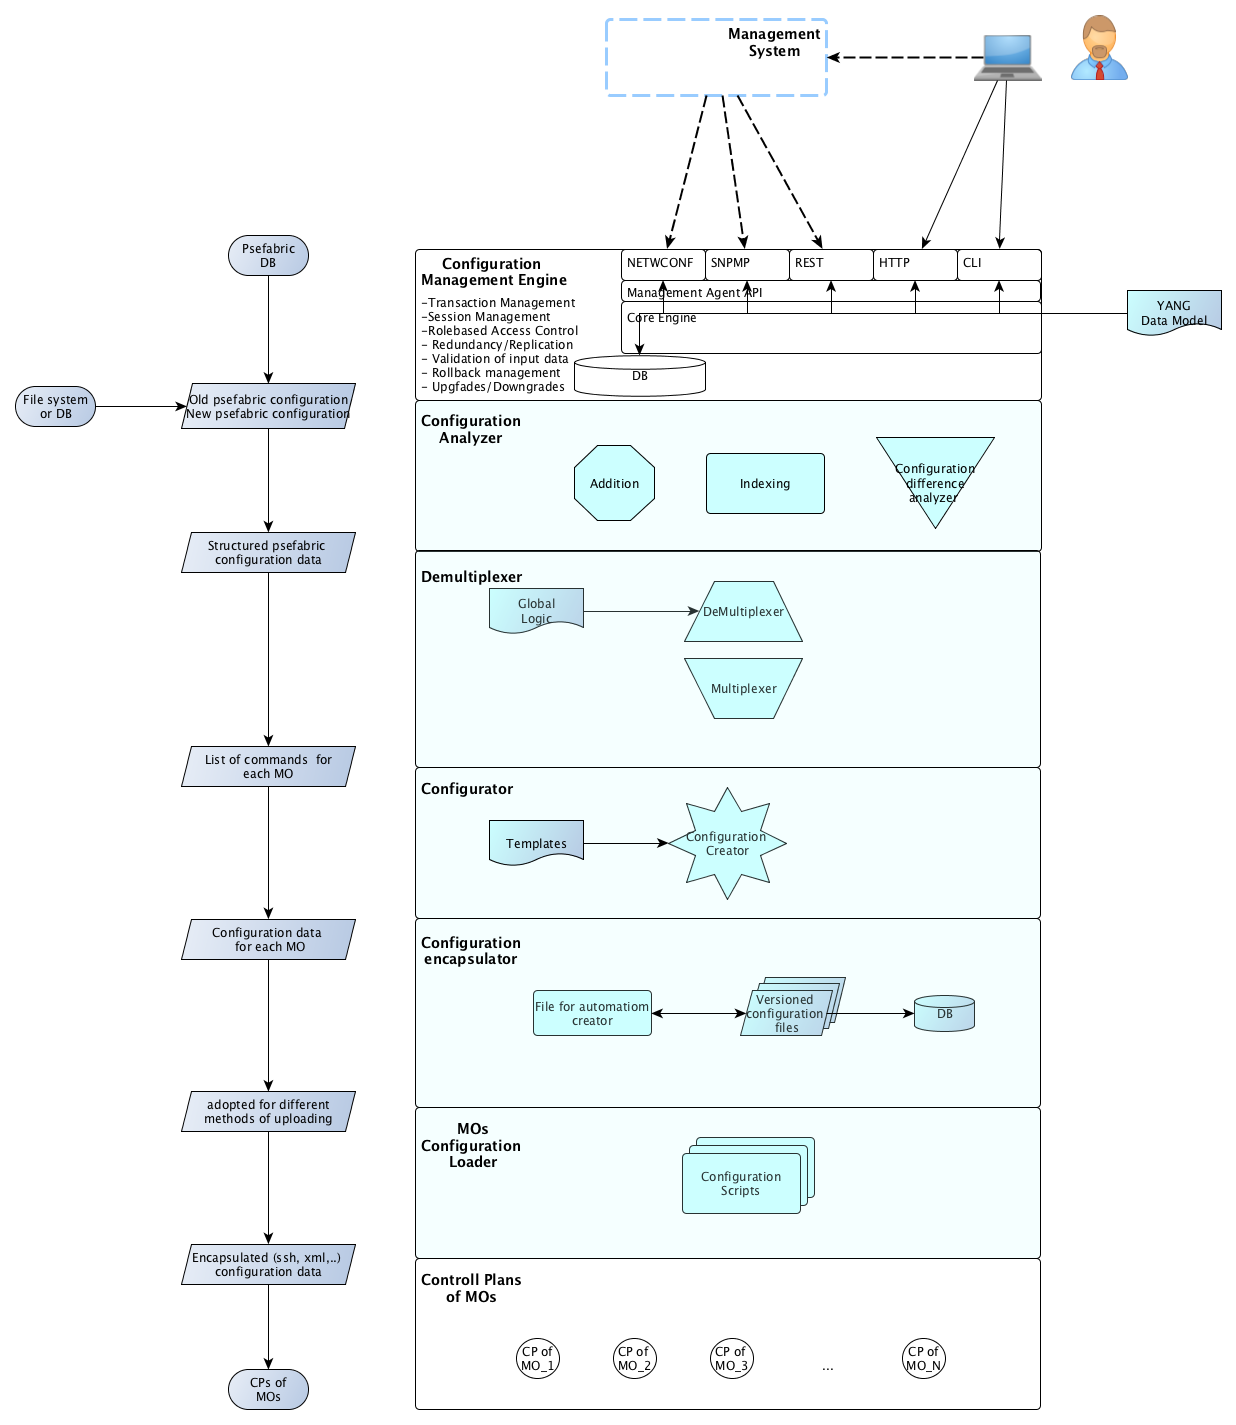 Management
System
Psefabric
DB
Configuration
Management Engine
-Transaction Management
-Session Management
-Rolebased Access Control
- Redundancy/Replication
- Validation of input data
- Rollback management
- Upgfades/Downgrades
NETWCONF
SNPMP
REST
HTTP
CLI
Management Agent API
Core Engine
DB
YANG
Data Model
File system
or DB
Old psefabric configuration
New psefabric configuration
Configuration
Analyzer
Addition
Indexing
Configuration
difference
analyzer
Structured psefabric
configuration data
Demultiplexer
Global
Logic
DeMultiplexer
Multiplexer
List of commands  for
each MO
Configurator
Templates
Configuration
Creator
Configuration data
for each MO
Configuration
encapsulator
File for automatiom
creator
Versioned
configuration
files
DB
adopted for different
methods of uploading
MOs
Configuration
Loader
Configuration
Scripts
Encapsulated (ssh, xml,..)
configuration data
Controll Plans
of MOs
CP of
MO_1
CP of
MO_2
CP of
MO_3
...
CP of
MO_N
CPs of
MOs